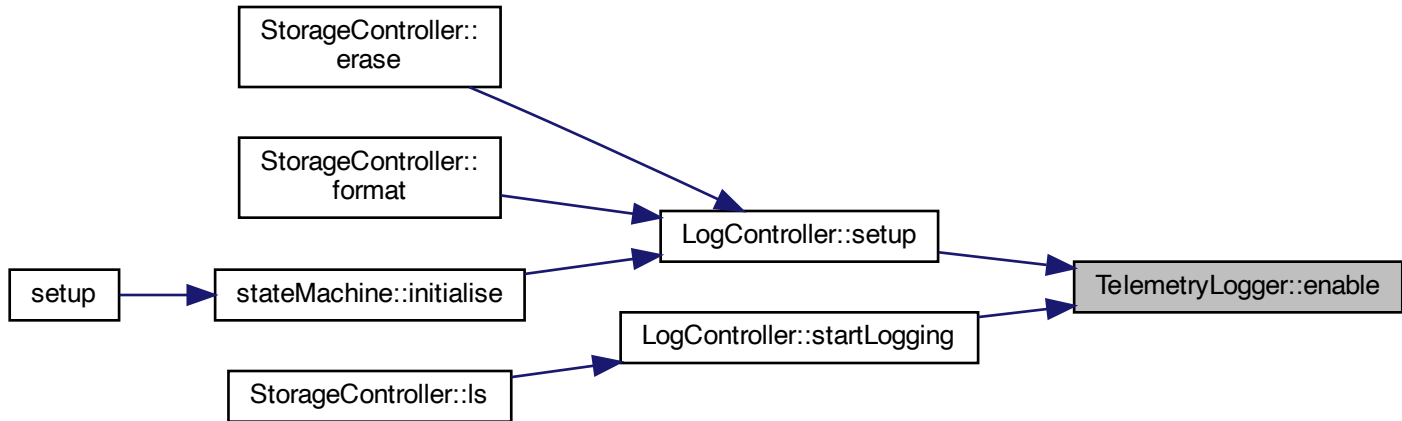 StorageController::
erase
StorageController::
format
LogController::setup
TelemetryLogger::enable
setup
stateMachine::initialise
LogController::startLogging
StorageController::ls